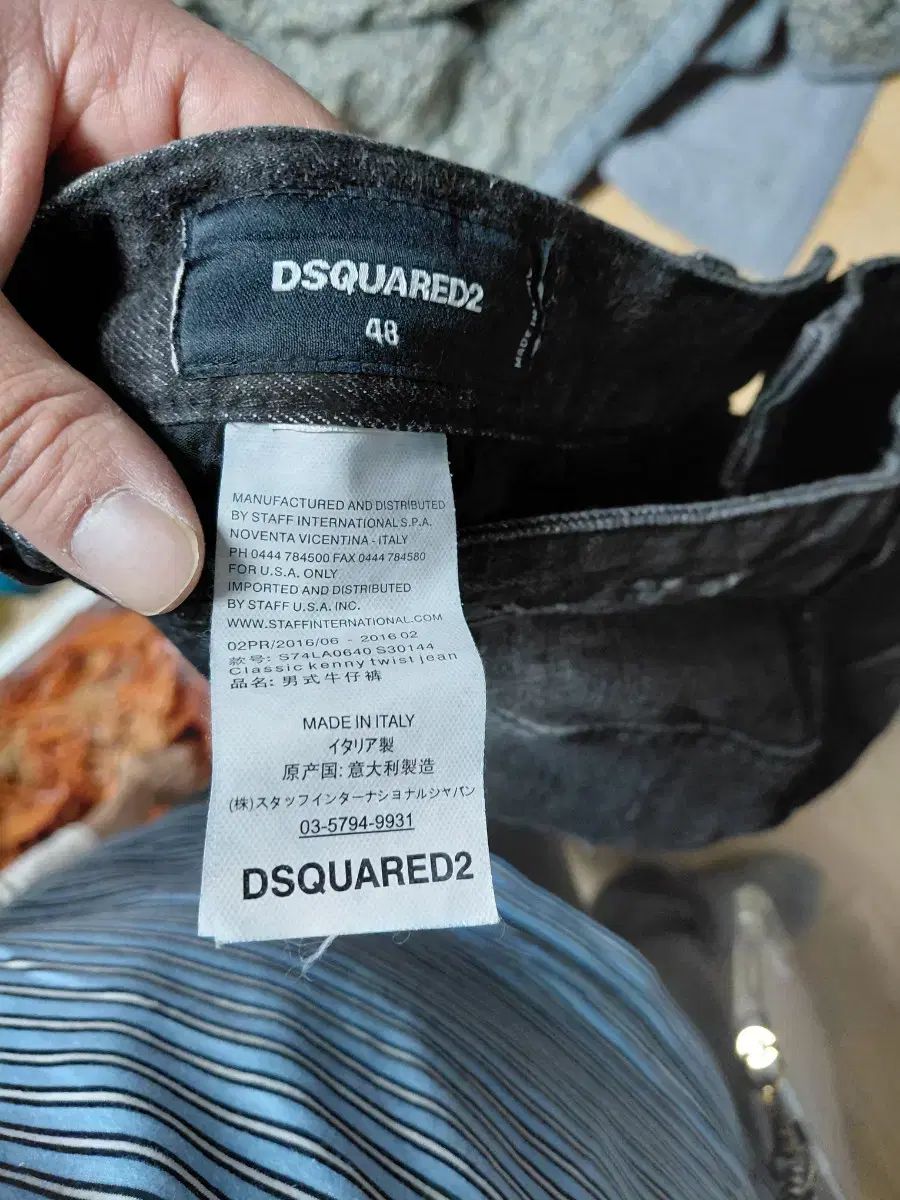 DSQUARED2
48
MADE IN
MANUFACTURED AND DISTRIBUTED
BY STAFF INTERNATIONAL S.P.A.
NOVENTA VICENTINA - ITALY
PH 0444 784500 FAX 0444 784580
FOR U.S.A. ONLY
IMPORTED AND DISTRIBUTED
BY STAFF U.S.A. INC.
WWW.STAFFINTERNATIONAL.COM
02PR/2016/06 - 2016 02
款号: S74LA0640 S30144
Classic kenny twist jean
品名: 男式牛仔裤
MADE IN ITALY
イタリア製
原产国: 意大利製造
(株)スタッフインターナショナルジャパン
03-5794-9931
DSQUARED2